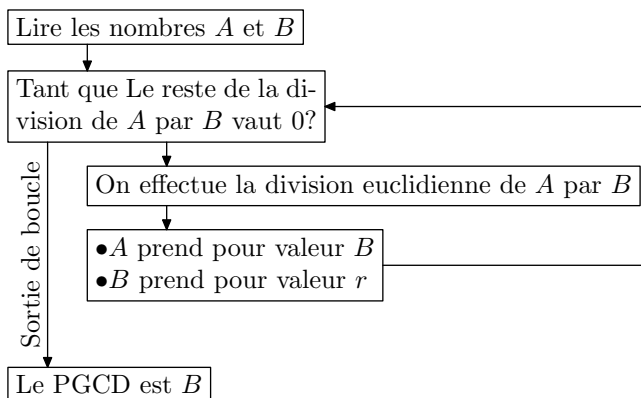 Lire les nombres A et B
Tant que Le reste de la di-
vision de A par B vaut 0?
On effectue la division euclidienne de A par B
•A prend pour valeur B
•B prend pour valeur r
Sortie de boucle
Le PGCD est B